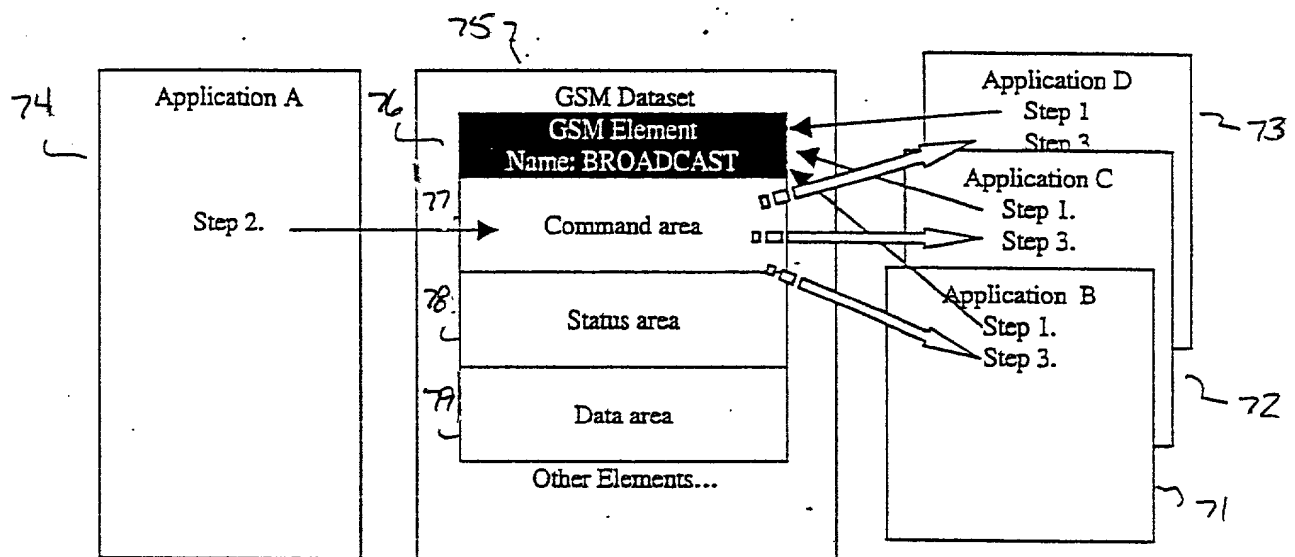 75
74
Application A
Step 2.
76
GSM Dataset
GSM Element
Name: BROADCAST
77
Command area
78
Status area
79
Data area
Other Elements...
Application D
Step 1
Step 3
73
Application C
Step 1.
Step 3.
72
Application B
Step 1.
Step 3.
71